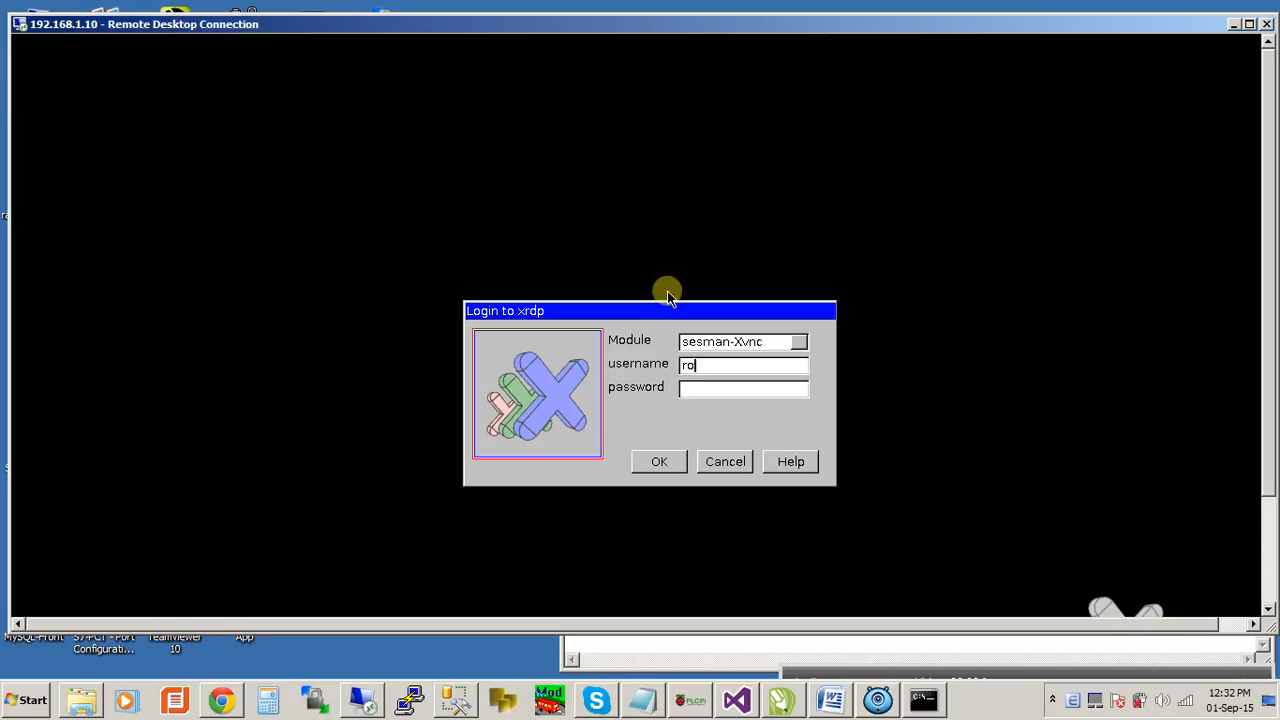 192.168.1.10 - Remote Desktop Connection
Login to xrdp
Module
sesman-Xvnc
username
ro
password
OK
Cancel
Help
MySQL-Front
S7-PCT - Port
Configurati...
TeamViewer
10
App
Start
Mod
PLCPi
12:32 PM
01-Sep-15